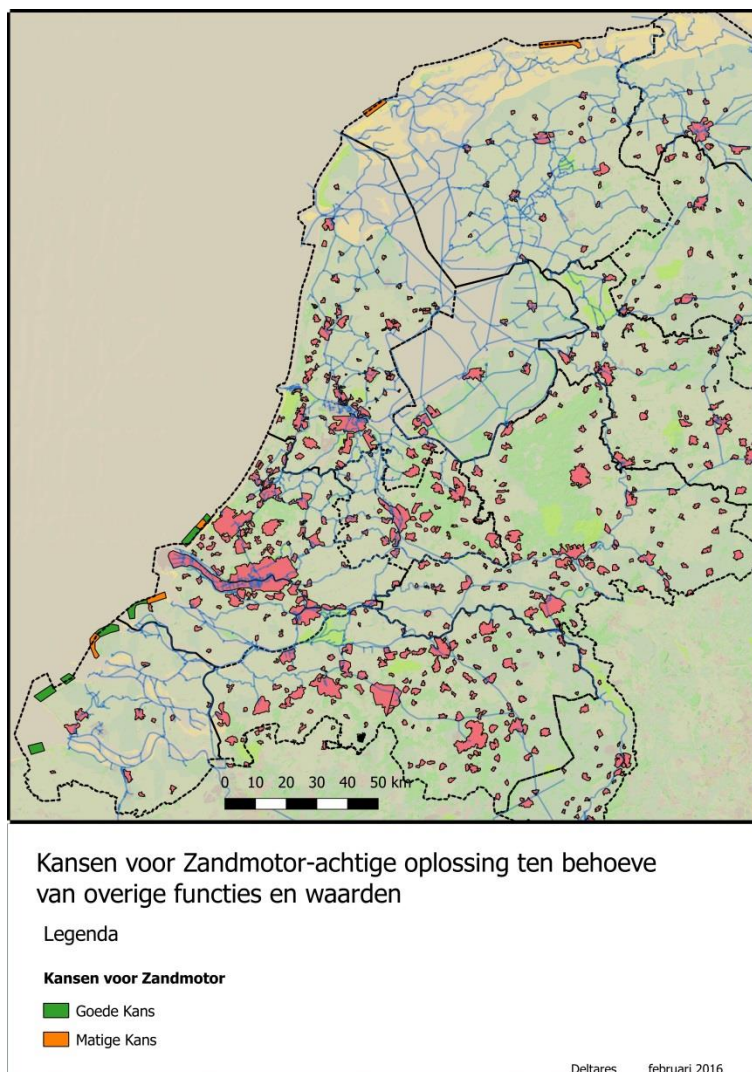 0 10 20 30 40 50 km
Kansen voor Zandmotor-achtige oplossing ten behoeve
van overige functies en waarden
Legenda
Kansen voor Zandmotor
Goede Kans
Matige Kans
Deltares februari 2016